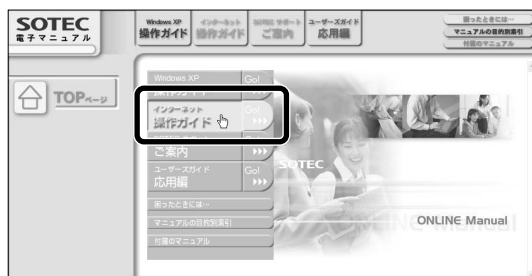 SOTEC
電子マニュアル
Windows XP
操作ガイド
インターネット
操作ガイド
SOTEC サポート
ご案内
ユーザーズガイド
応用編
困ったときには…
マニュアルの目的別索引
付属のマニュアル
TOPページ
Windows XP
Go!
操作ガイド
インターネット
Go!
操作ガイド
ご案内
ユーザーズガイド
Go!
応用編
困ったときには…
マニュアルの目的別索引
付属のマニュアル
SOTEC
ONLINE Manual